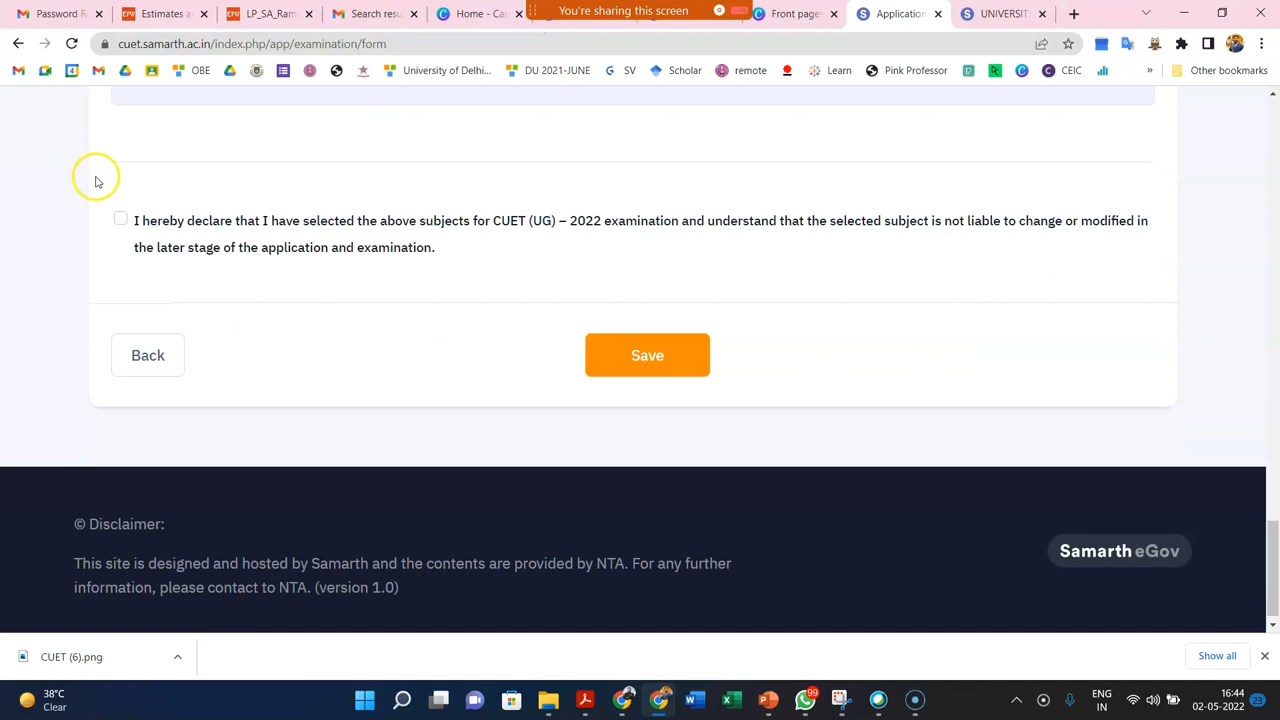 You're sharing this screen
Password R
Estimates a
LP_SA_Ram
Search resu
Home - Can
Front pages
Application
UNIVERSIT
cuet.samarth.ac.in/index.php/app/examination/form
OBE
University of Delhi...
DU 2021-JUNE
SV
Scholar
remote
Learn
Pink Professor
CEIC
»
Other bookmarks
I hereby declare that I have selected the above subjects for CUET (UG) – 2022 examination and understand that the selected subject is not liable to change or modified in
the later stage of the application and examination.
Back
Save
© Disclaimer:
This site is designed and hosted by Samarth and the contents are provided by NTA. For any further
information, please contact to NTA. (version 1.0)
Samarth eGov
CUET (6).png
Show all
38°C
Clear
99
ENG
IN
16:44
02-05-2022
23